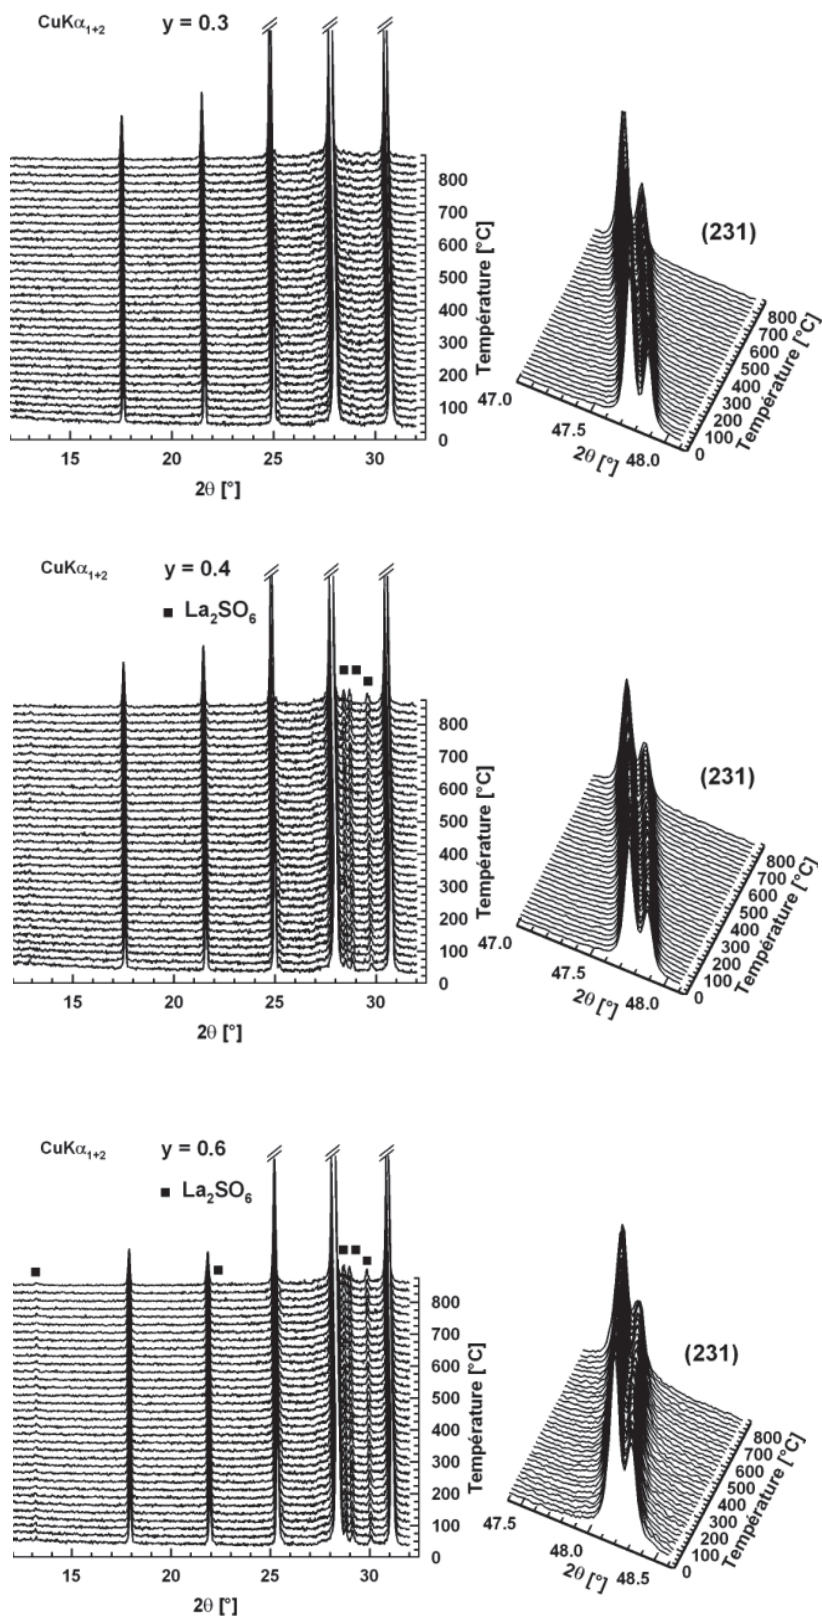 CuKα₁₊₂ y = 0.3
(231)
800
700
600
500
400
300
200
100
0
Température [°C]
15 20 25 30
2θ [°]
800
700
600
500
400
300
200
100
0
Température [°C]
47.0 47.5 48.0
2θ [°]
CuKα₁₊₂ y = 0.4
■ La₂SO₆
(231)
800
700
600
500
400
300
200
100
0
Température [°C]
15 20 25 30
2θ [°]
800
700
600
500
400
300
200
100
0
Température [°C]
47.0 47.5 48.0
2θ [°]
CuKα₁₊₂ y = 0.6
■ La₂SO₆
(231)
800
700
600
500
400
300
200
100
0
Température [°C]
15 20 25 30
2θ [°]
800
700
600
500
400
300
200
100
0
Température [°C]
47.5 48.0 48.5
2θ [°]